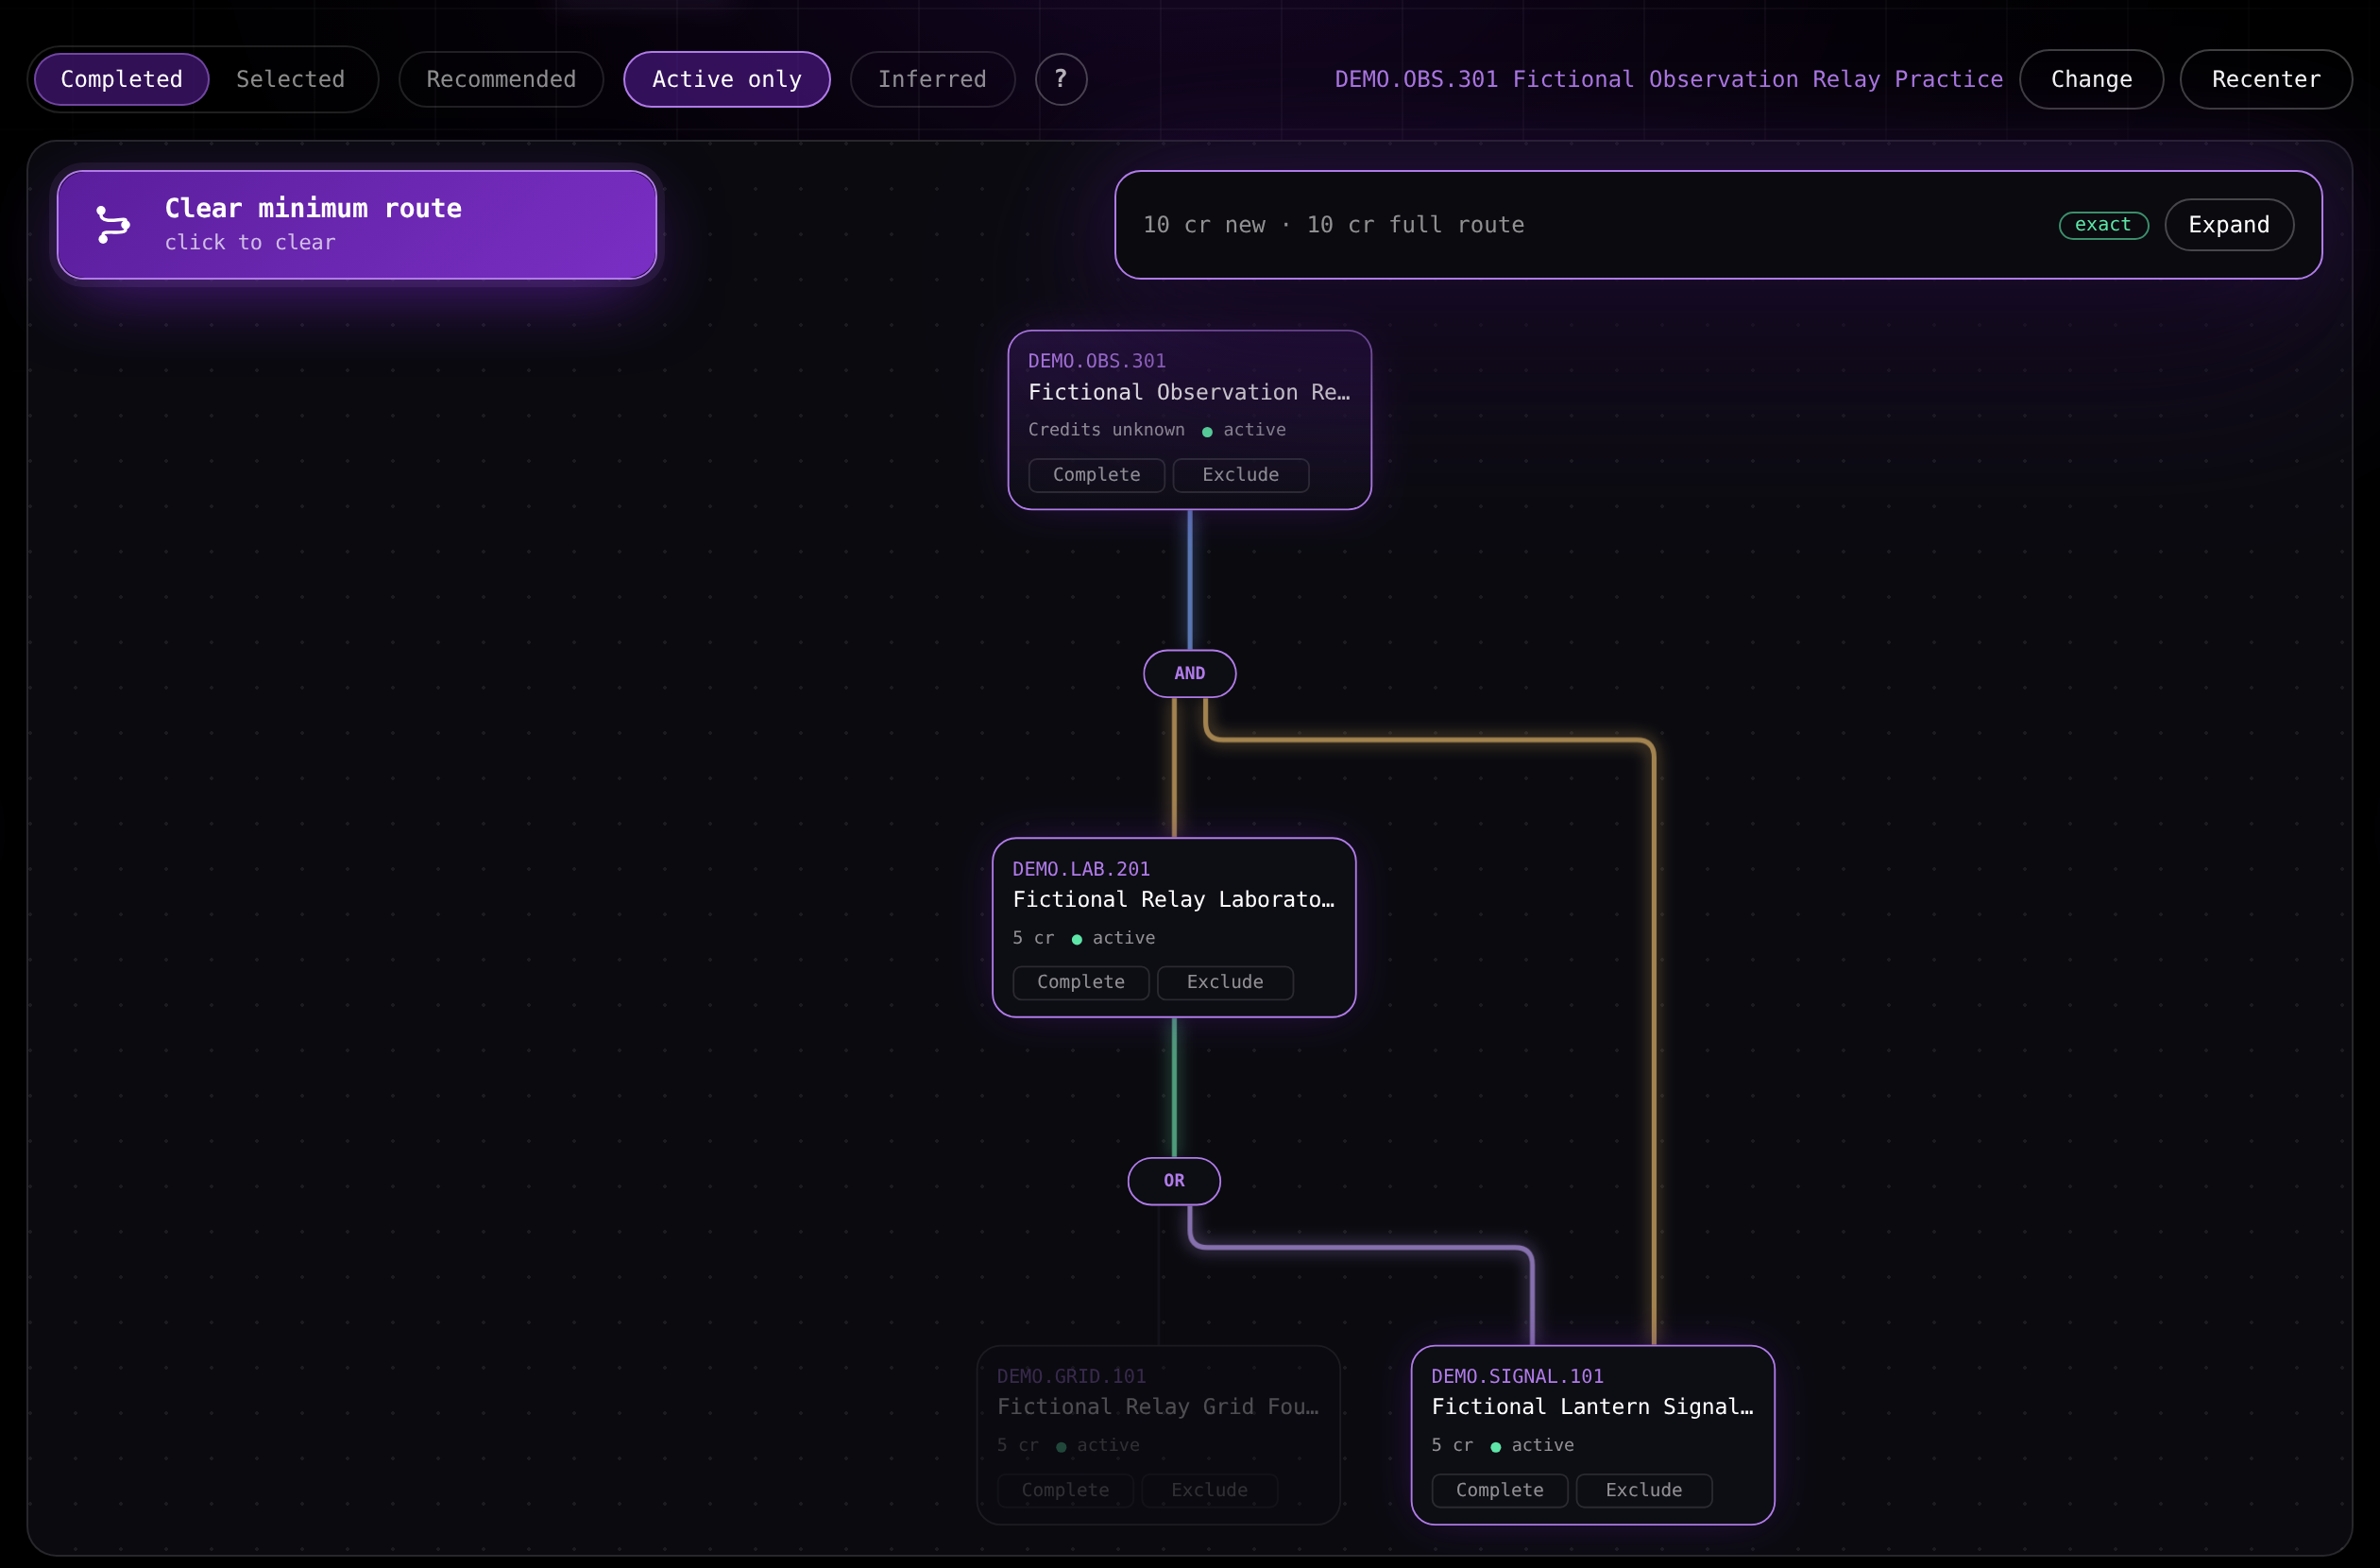 Completed Selected Recommended Active only Inferred ? DEMO.OBS.301 Fictional Observation Relay Practice Change Recenter
Clear minimum route
click to clear
10 cr new · 10 cr full route exact Expand
DEMO.OBS.301
Fictional Observation Re…
Credits unknown active
Complete Exclude
AND
DEMO.LAB.201
Fictional Relay Laborato…
5 cr active
Complete Exclude
OR
DEMO.GRID.101
Fictional Relay Grid Fou…
5 cr active
Complete Exclude
DEMO.SIGNAL.101
Fictional Lantern Signal…
5 cr active
Complete Exclude